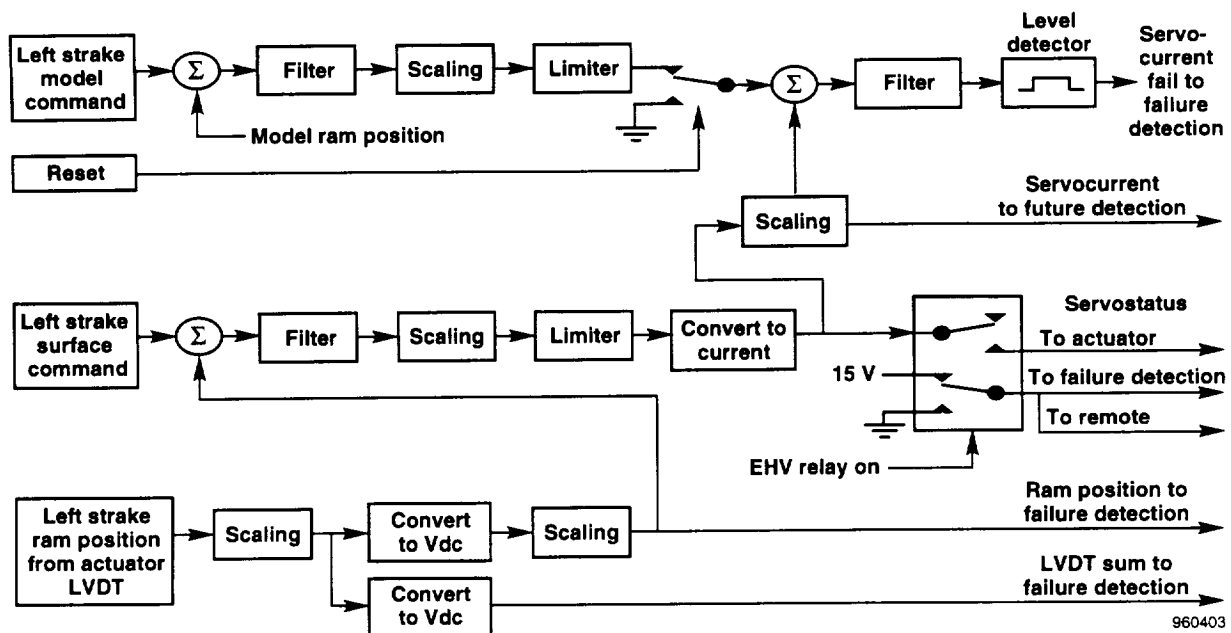 Left strake
model
command
Σ
Filter
Scaling
Limiter
Σ
Filter
Level
detector
Servo-
current
fail to
failure
detection
Model ram position
Reset
Scaling
Servocurrent
to future detection
Left strake
surface
command
Σ
Filter
Scaling
Limiter
Convert to
current
Servostatus
To actuator
15 V
To failure detection
To remote
EHV relay on
Left strake
ram position
from actuator
LVDT
Scaling
Convert
to Vdc
Scaling
Ram position to
failure detection
Convert
to Vdc
LVDT sum to
failure detection
960403